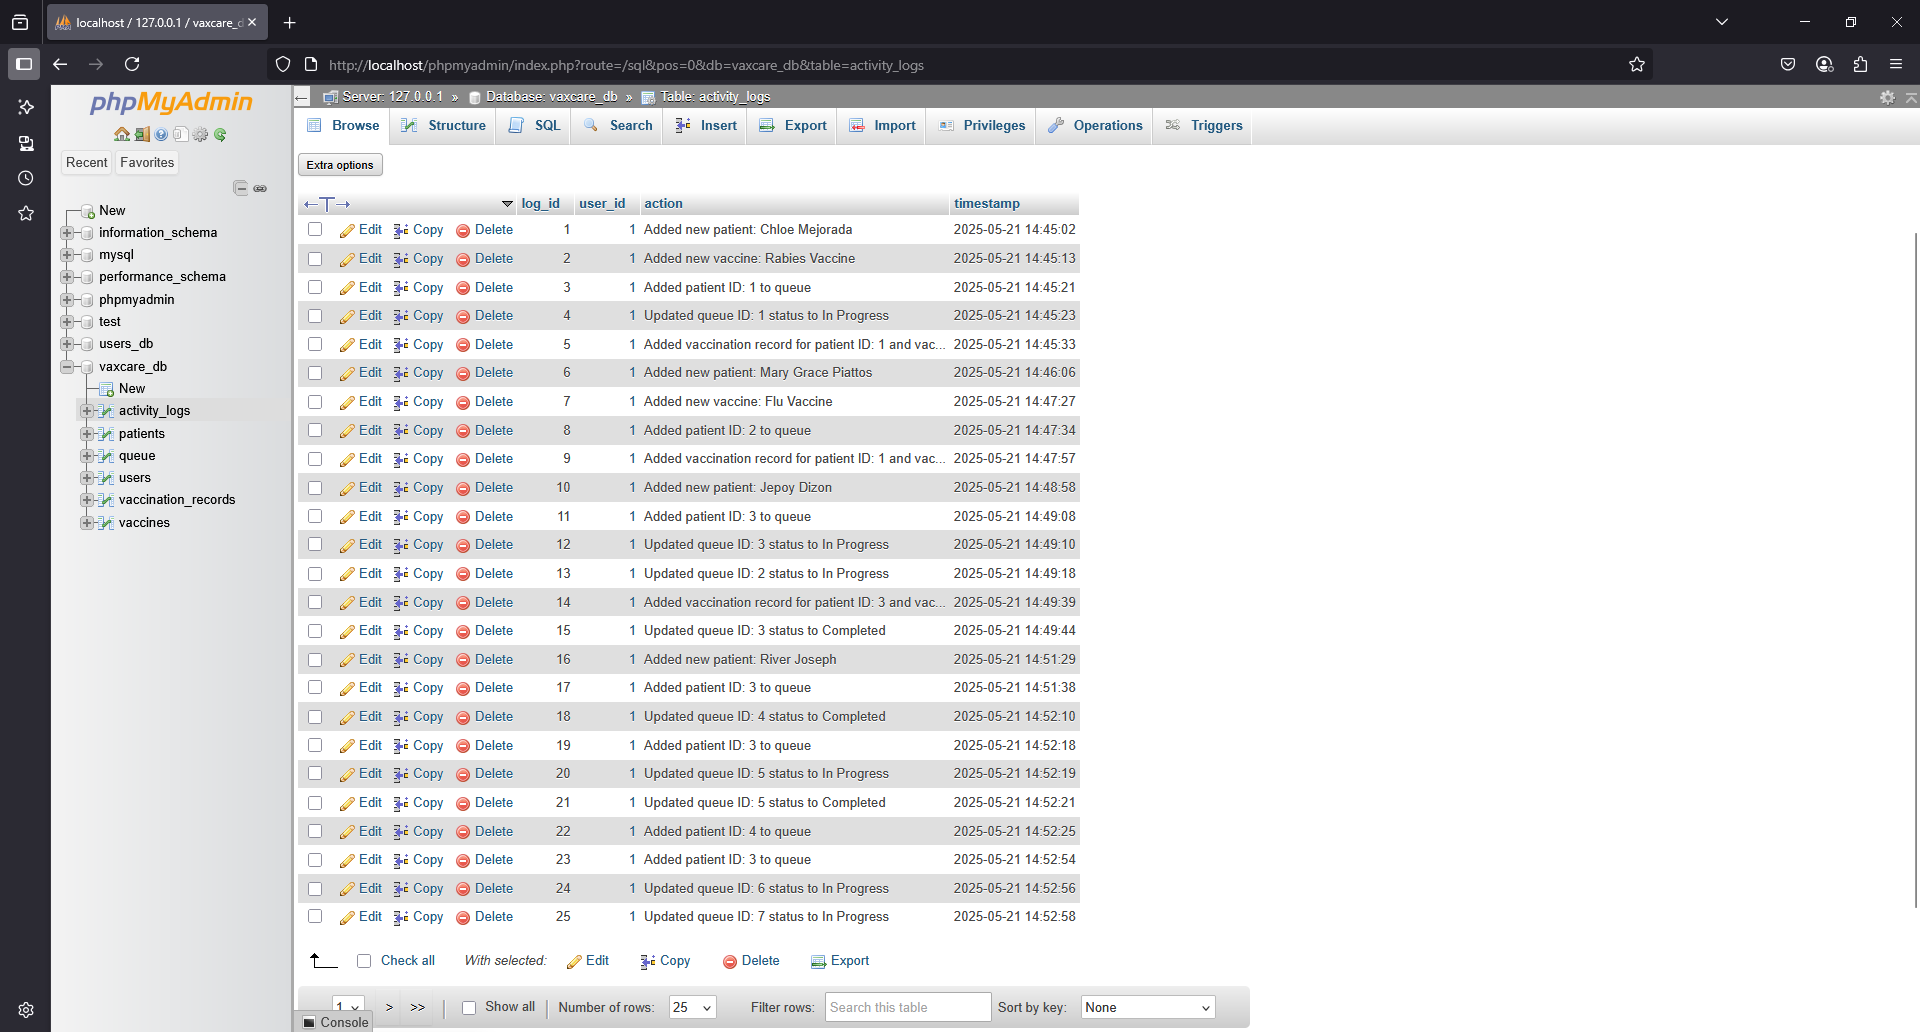 localhost / 127.0.0.1 / vaxcare_d
http://localhost/phpmyadmin/index.php?route=/sql&pos=0&db=vaxcare_db&table=activity_logs
phpMyAdmin
Recent Favorites
New
information_schema
mysql
performance_schema
phpmyadmin
test
users_db
vaxcare_db
New
activity_logs
patients
queue
users
vaccination_records
vaccines
Server: 127.0.0.1 » Database: vaxcare_db » Table: activity_logs
Browse Structure SQL Search Insert Export Import Privileges Operations Triggers
Extra options
log_id user_id action timestamp
Edit Copy Delete 1 1 Added new patient: Chloe Mejorada 2025-05-21 14:45:02
Edit Copy Delete 2 1 Added new vaccine: Rabies Vaccine 2025-05-21 14:45:13
Edit Copy Delete 3 1 Added patient ID: 1 to queue 2025-05-21 14:45:21
Edit Copy Delete 4 1 Updated queue ID: 1 status to In Progress 2025-05-21 14:45:23
Edit Copy Delete 5 1 Added vaccination record for patient ID: 1 and vac... 2025-05-21 14:45:33
Edit Copy Delete 6 1 Added new patient: Mary Grace Piattos 2025-05-21 14:46:06
Edit Copy Delete 7 1 Added new vaccine: Flu Vaccine 2025-05-21 14:47:27
Edit Copy Delete 8 1 Added patient ID: 2 to queue 2025-05-21 14:47:34
Edit Copy Delete 9 1 Added vaccination record for patient ID: 1 and vac... 2025-05-21 14:47:57
Edit Copy Delete 10 1 Added new patient: Jepoy Dizon 2025-05-21 14:48:58
Edit Copy Delete 11 1 Added patient ID: 3 to queue 2025-05-21 14:49:08
Edit Copy Delete 12 1 Updated queue ID: 3 status to In Progress 2025-05-21 14:49:10
Edit Copy Delete 13 1 Updated queue ID: 2 status to In Progress 2025-05-21 14:49:18
Edit Copy Delete 14 1 Added vaccination record for patient ID: 3 and vac... 2025-05-21 14:49:39
Edit Copy Delete 15 1 Updated queue ID: 3 status to Completed 2025-05-21 14:49:44
Edit Copy Delete 16 1 Added new patient: River Joseph 2025-05-21 14:51:29
Edit Copy Delete 17 1 Added patient ID: 3 to queue 2025-05-21 14:51:38
Edit Copy Delete 18 1 Updated queue ID: 4 status to Completed 2025-05-21 14:52:10
Edit Copy Delete 19 1 Added patient ID: 3 to queue 2025-05-21 14:52:18
Edit Copy Delete 20 1 Updated queue ID: 5 status to In Progress 2025-05-21 14:52:19
Edit Copy Delete 21 1 Updated queue ID: 5 status to Completed 2025-05-21 14:52:21
Edit Copy Delete 22 1 Added patient ID: 4 to queue 2025-05-21 14:52:25
Edit Copy Delete 23 1 Added patient ID: 3 to queue 2025-05-21 14:52:54
Edit Copy Delete 24 1 Updated queue ID: 6 status to In Progress 2025-05-21 14:52:56
Edit Copy Delete 25 1 Updated queue ID: 7 status to In Progress 2025-05-21 14:52:58
Check all With selected: Edit Copy Delete Export
1 > >> Show all Number of rows: 25 Filter rows: Search this table Sort by key: None
Console